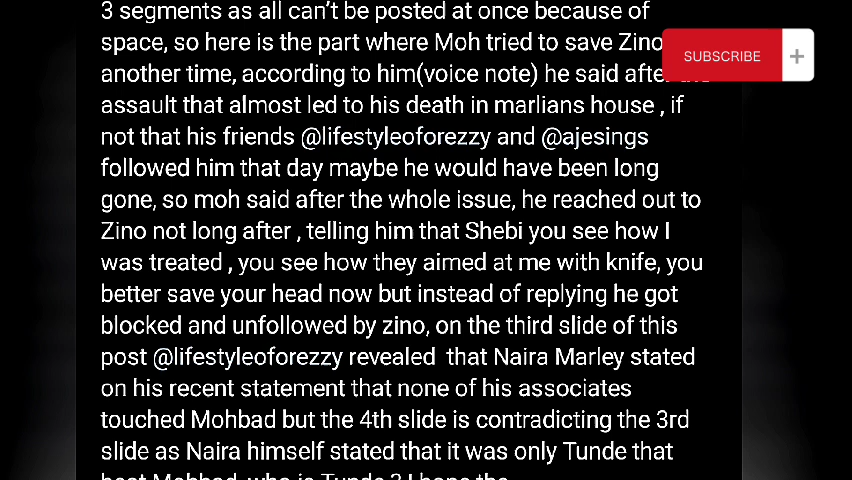 3 segments as all can't be posted at once because of
space, so here is the part where Moh tried to save Zino
another time, according to him(voice note) he said after the
assault that almost led to his death in marlians house , if
not that his friends @lifestyleoforezzy and @ajesings
followed him that day maybe he would have been long
gone, so moh said after the whole issue, he reached out to
Zino not long after , telling him that Shebi you see how I
was treated , you see how they aimed at me with knife, you
better save your head now but instead of replying he got
blocked and unfollowed by zino, on the third slide of this
post @lifestyleoforezzy revealed that Naira Marley stated
on his recent statement that none of his associates
touched Mohbad but the 4th slide is contradicting the 3rd
slide as Naira himself stated that it was only Tunde that
beat Mohbad, who is Tunde ? I hope the
SUBSCRIBE +